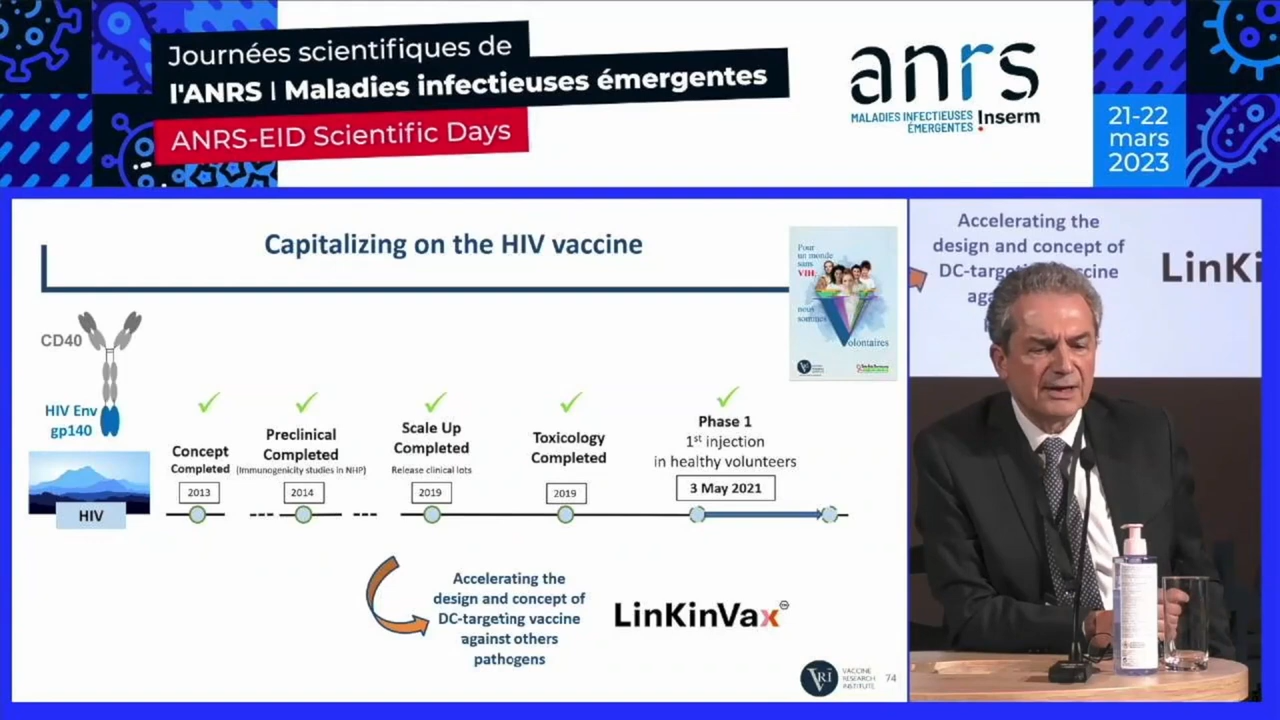 Journées scientifiques de
l'ANRS | Maladies infectieuses émergentes
ANRS-EID Scientific Days
anrs
MALADIES INFECTIEUSES
ÉMERGENTES
Inserm
21-22
mars
2023
Capitalizing on the HIV vaccine
Pour
un monde
sans
VIH,
nous
sommes
Volontaires
CD40
HIV Env
gp140
HIV
Concept
Completed
2013
Preclinical
Completed
(Immunogenicity studies in NHP)
2014
Scale Up
Completed
Release clinical lots
2019
Toxicology
Completed
2019
Phase 1
1st injection
in healthy volunteers
3 May 2021
Accelerating the
design and concept of
DC-targeting vaccine
against others
pathogens
LinKinVax
VRI
VACCINE
RESEARCH
INSTITUTE
74
Accelerating the
design and concept of
DC-targeting
LinKi